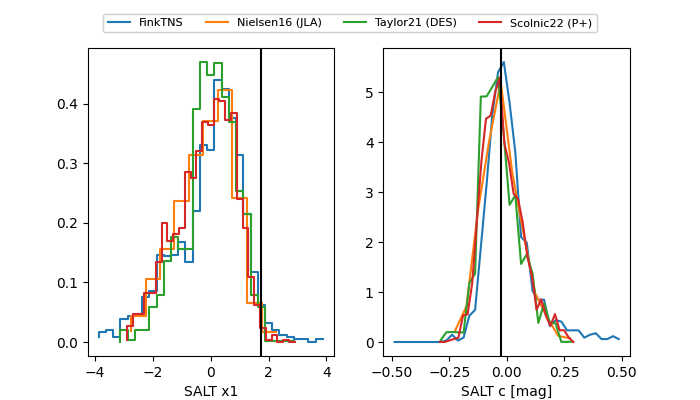 FinkTNS Nielsen16 (JLA) Taylor21 (DES) Scolnic22 (P+)
0.4
0.3
0.2
0.1
0.0
−4 −2 0 2 4
SALT x1
5
4
3
2
1
0
−0.50 −0.25 0.00 0.25 0.50
SALT c [mag]